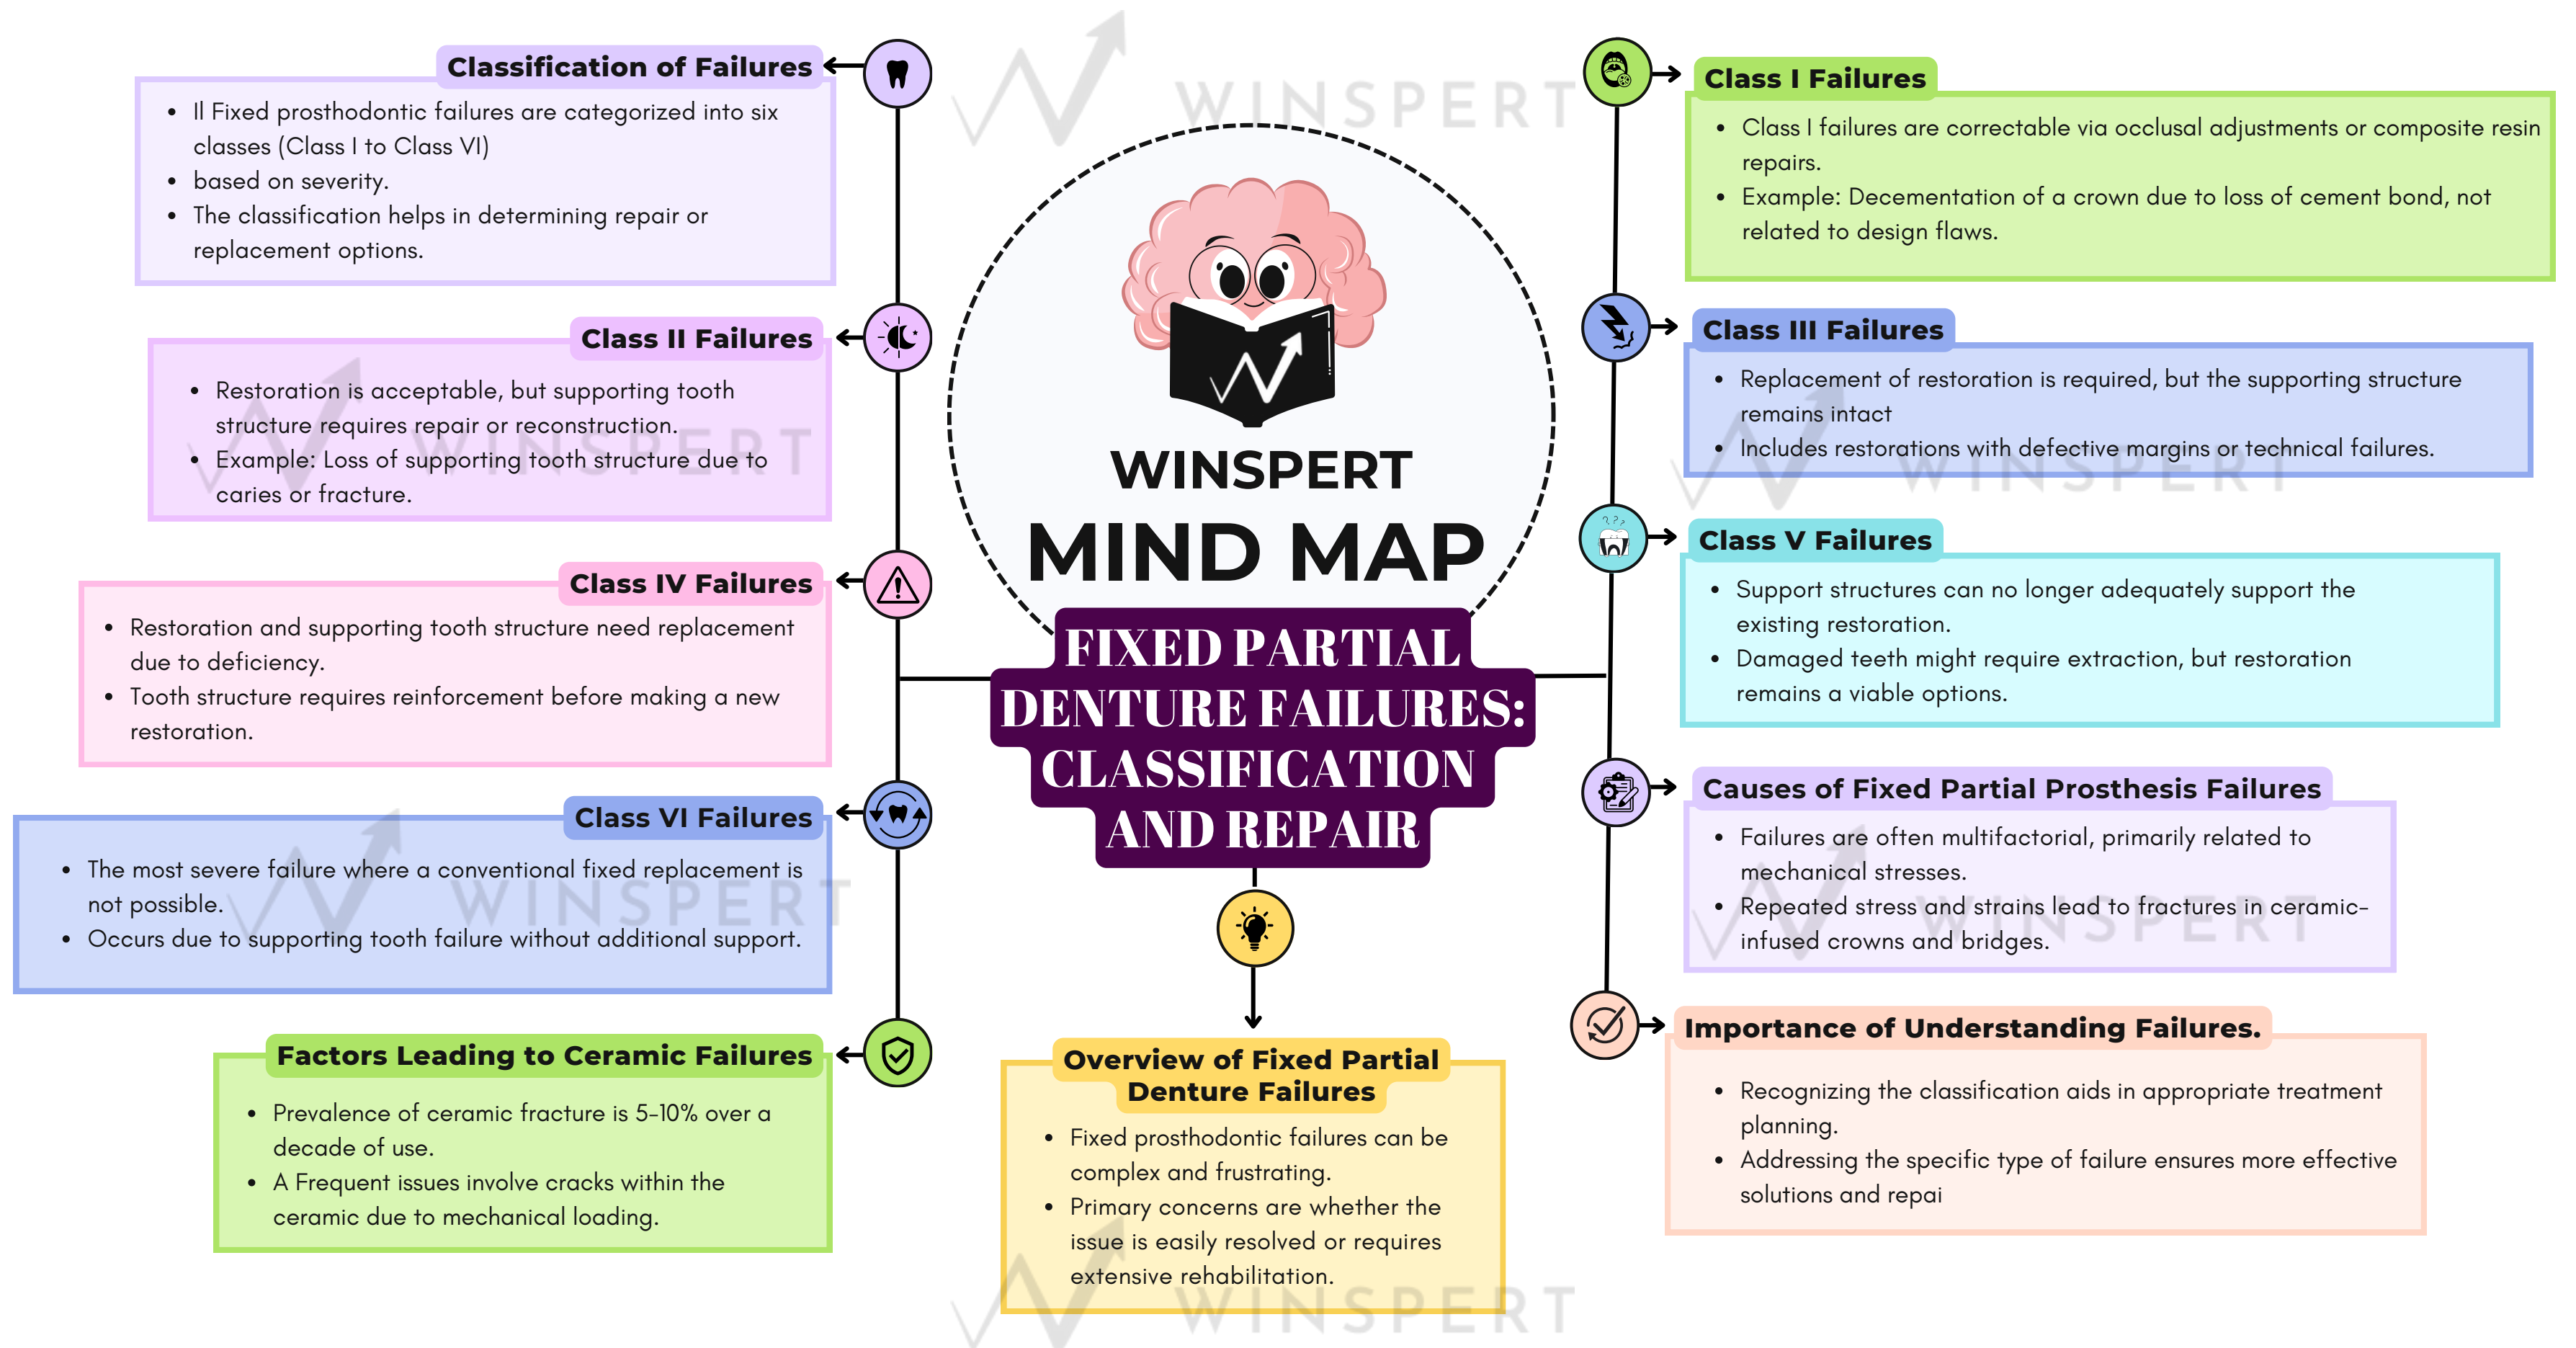 WINSPERT
MIND MAP
FIXED PARTIAL
DENTURE FAILURES:
CLASSIFICATION
AND REPAIR
Classification of Failures
• Il Fixed prosthodontic failures are categorized into six
classes (Class I to Class VI)
• based on severity.
• The classification helps in determining repair or
replacement options.
Class II Failures
• Restoration is acceptable, but supporting tooth
structure requires repair or reconstruction.
• Example: Loss of supporting tooth structure due to
caries or fracture.
Class IV Failures
• Restoration and supporting tooth structure need replacement
due to deficiency.
• Tooth structure requires reinforcement before making a new
restoration.
Class VI Failures
• The most severe failure where a conventional fixed replacement is
not possible.
• Occurs due to supporting tooth failure without additional support.
Factors Leading to Ceramic Failures
• Prevalence of ceramic fracture is 5-10% over a
decade of use.
• A Frequent issues involve cracks within the
ceramic due to mechanical loading.
Overview of Fixed Partial
Denture Failures
• Fixed prosthodontic failures can be
complex and frustrating.
• Primary concerns are whether the
issue is easily resolved or requires
extensive rehabilitation.
Class I Failures
• Class I failures are correctable via occlusal adjustments or composite resin
repairs.
• Example: Decementation of a crown due to loss of cement bond, not
related to design flaws.
Class III Failures
• Replacement of restoration is required, but the supporting structure
remains intact
• Includes restorations with defective margins or technical failures.
Class V Failures
• Support structures can no longer adequately support the
existing restoration.
• Damaged teeth might require extraction, but restoration
remains a viable options.
Causes of Fixed Partial Prosthesis Failures
• Failures are often multifactorial, primarily related to
mechanical stresses.
• Repeated stress and strains lead to fractures in ceramic-
infused crowns and bridges.
Importance of Understanding Failures.
• Recognizing the classification aids in appropriate treatment
planning.
• Addressing the specific type of failure ensures more effective
solutions and repai
WINSPERT
WINSPERT
WINSPERT
WINSPERT
WINSPERT
WINSPERT